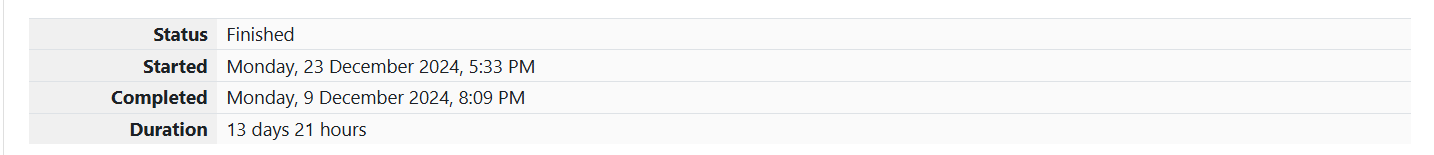 Status Finished
Started Monday, 23 December 2024, 5:33 PM
Completed Monday, 9 December 2024, 8:09 PM
Duration 13 days 21 hours